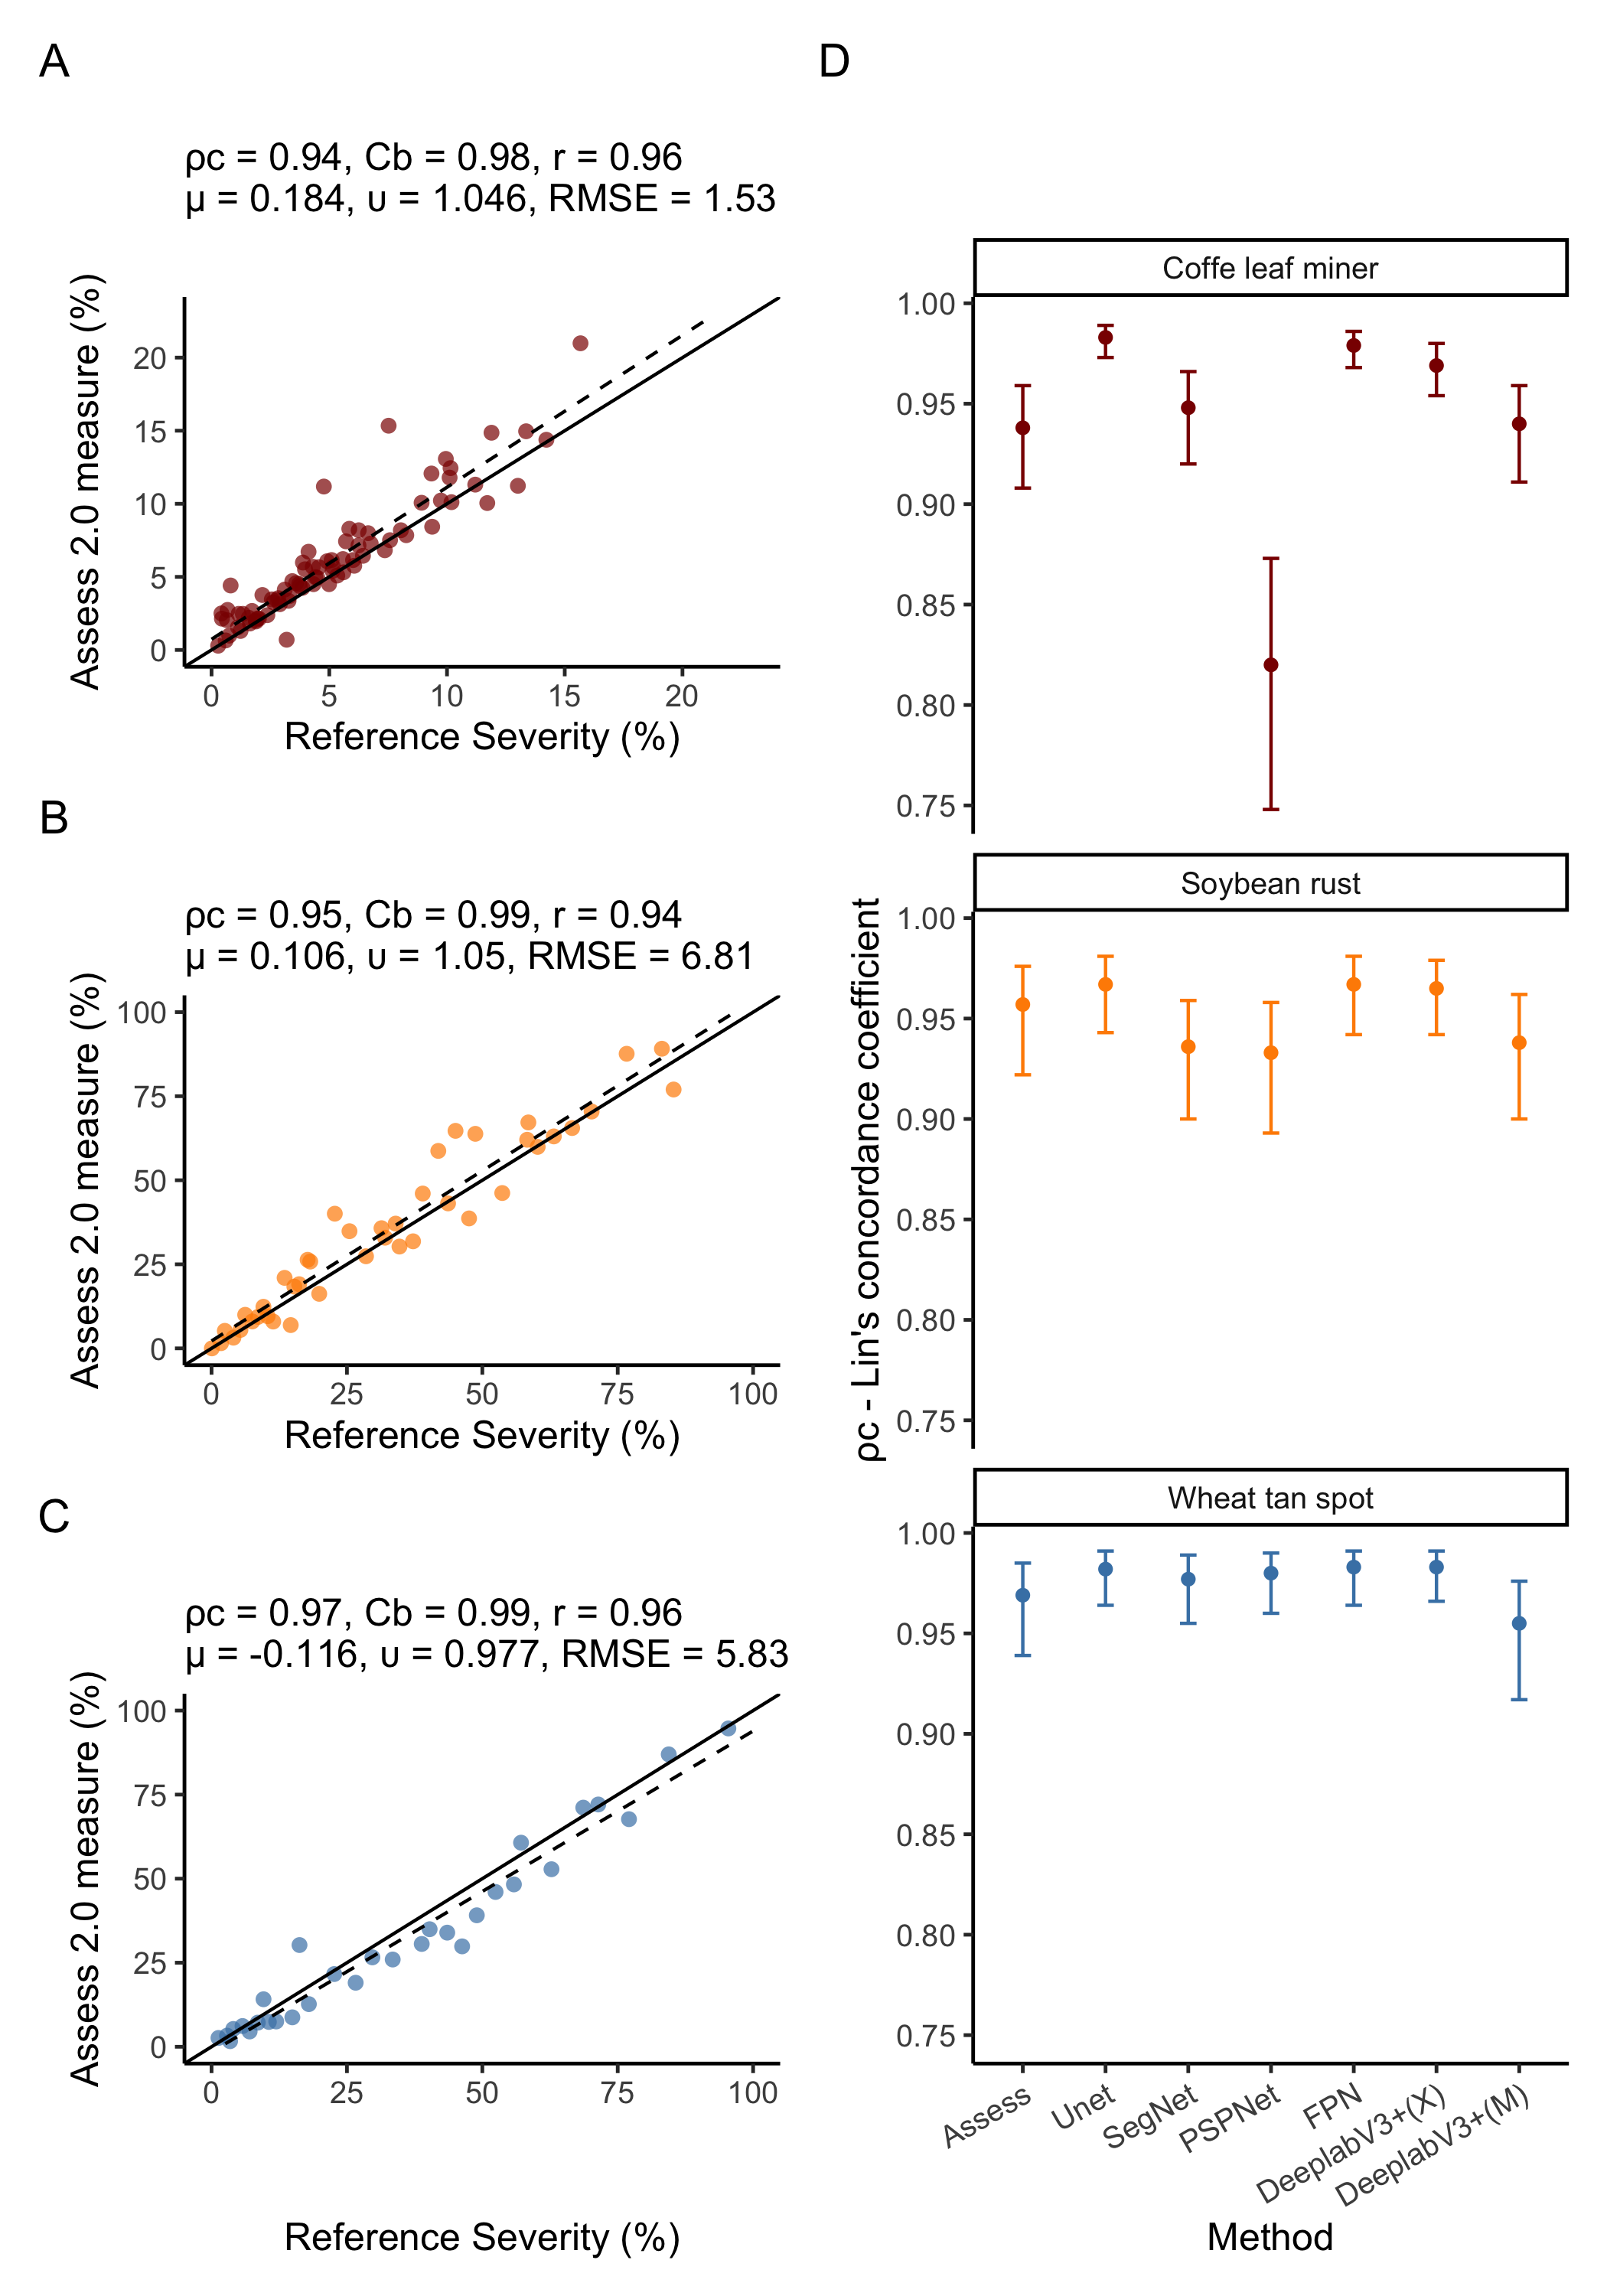 A
ρc = 0.94, Cb = 0.98, r = 0.96
μ = 0.184, υ = 1.046, RMSE = 1.53
Assess 2.0 measure (%)
20
15
10
5
0
0 5 10 15 20
Reference Severity (%)
B
ρc = 0.95, Cb = 0.99, r = 0.94
μ = 0.106, υ = 1.05, RMSE = 6.81
Assess 2.0 measure (%)
100
75
50
25
0
0 25 50 75 100
Reference Severity (%)
C
ρc = 0.97, Cb = 0.99, r = 0.96
μ = -0.116, υ = 0.977, RMSE = 5.83
Assess 2.0 measure (%)
100
75
50
25
0
0 25 50 75 100
Reference Severity (%)
D
ρc - Lin's concordance coefficient
Coffe leaf miner
1.00
0.95
0.90
0.85
0.80
0.75
Soybean rust
1.00
0.95
0.90
0.85
0.80
0.75
Wheat tan spot
1.00
0.95
0.90
0.85
0.80
0.75
Assess Unet SegNet PSPNet FPN DeeplabV3+(X) DeeplabV3+(M)
Method